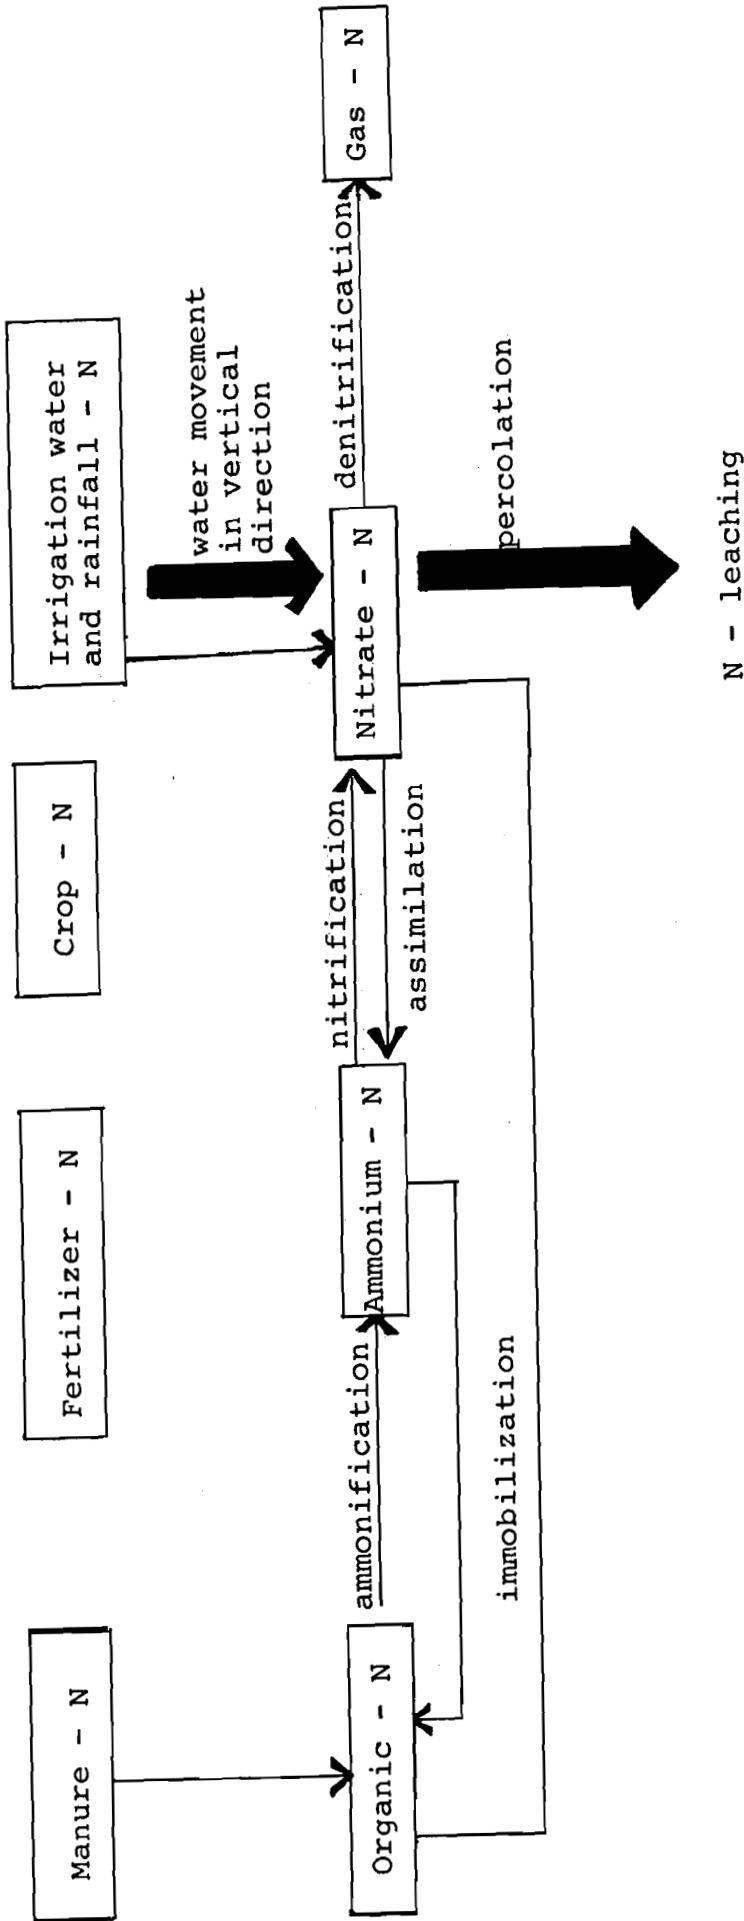 Manure - N
Fertilizer - N
Crop - N
Irrigation water
and rainfall - N
water movement
in vertical
direction
Organic - N
ammonification
Ammonium - N
nitrification
assimilation
Nitrate - N
denitrification
Gas - N
immobilization
percolation
N - leaching